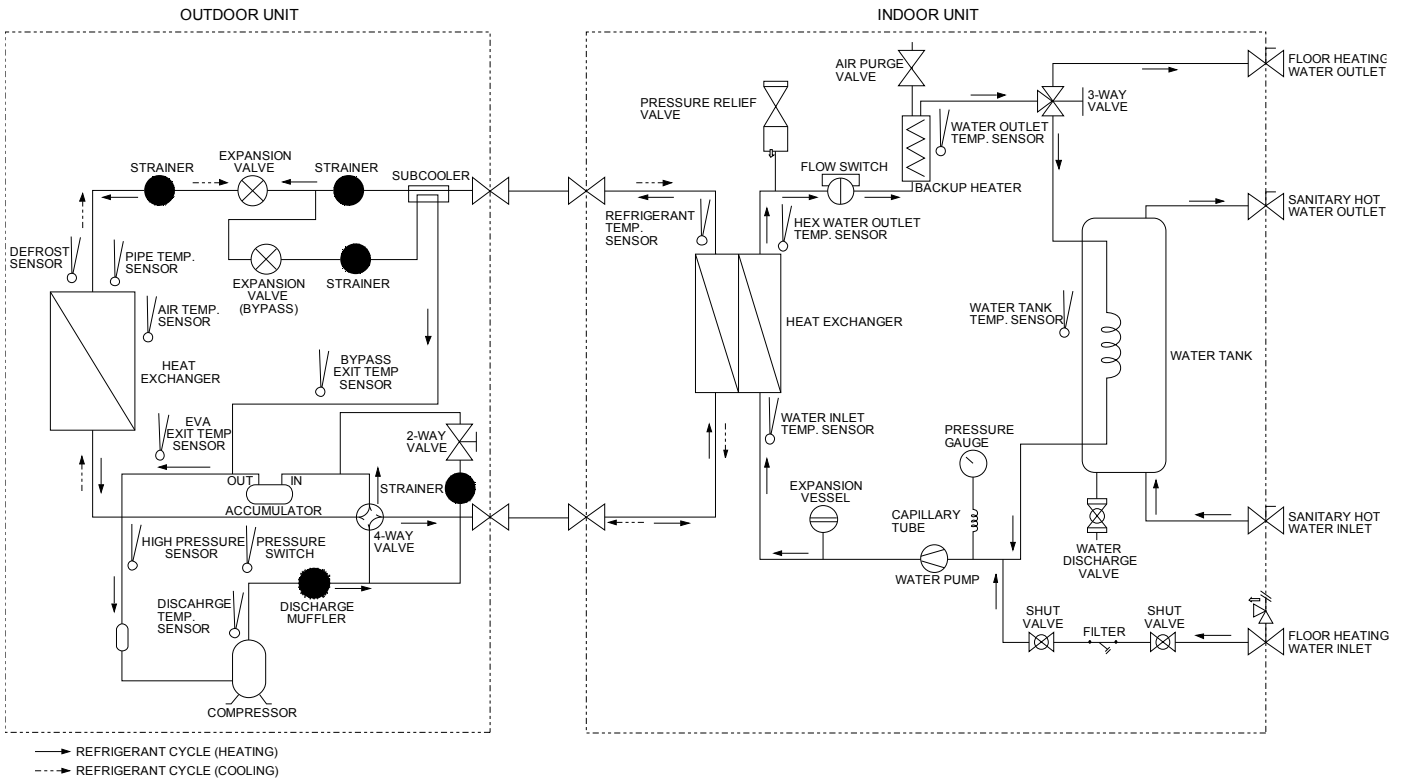 OUTDOOR UNIT
INDOOR UNIT
AIR PURGE
VALVE
FLOOR HEATING
WATER OUTLET
PRESSURE RELIEF
VALVE
3-WAY
VALVE
WATER OUTLET
TEMP. SENSOR
STRAINER
EXPANSION
VALVE
STRAINER
SUBCOOLER
FLOW SWITCH
BACKUP HEATER
SANITARY HOT
WATER OUTLET
REFRIGERANT
TEMP.
SENSOR
HEX WATER OUTLET
TEMP. SENSOR
DEFROST
SENSOR
PIPE TEMP.
SENSOR
EXPANSION
VALVE
(BYPASS)
STRAINER
AIR TEMP.
SENSOR
HEAT EXCHANGER
WATER TANK
TEMP. SENSOR
WATER TANK
HEAT
EXCHANGER
BYPASS
EXIT TEMP
SENSOR
EVA
EXIT TEMP
SENSOR
2-WAY
VALVE
WATER INLET
TEMP. SENSOR
PRESSURE
GAUGE
OUT
IN
STRAINER
ACCUMULATOR
EXPANSION
VESSEL
CAPILLARY
TUBE
SANITARY HOT
WATER INLET
HIGH PRESSURE
SENSOR
PRESSURE
SWITCH
4-WAY
VALVE
WATER
DISCHARGE
VALVE
WATER PUMP
DISCAHRGE
TEMP.
SENSOR
DISCHARGE
MUFFLER
SHUT
VALVE
FILTER
SHUT
VALVE
FLOOR HEATING
WATER INLET
COMPRESSOR
REFRIGERANT CYCLE (HEATING)
REFRIGERANT CYCLE (COOLING)